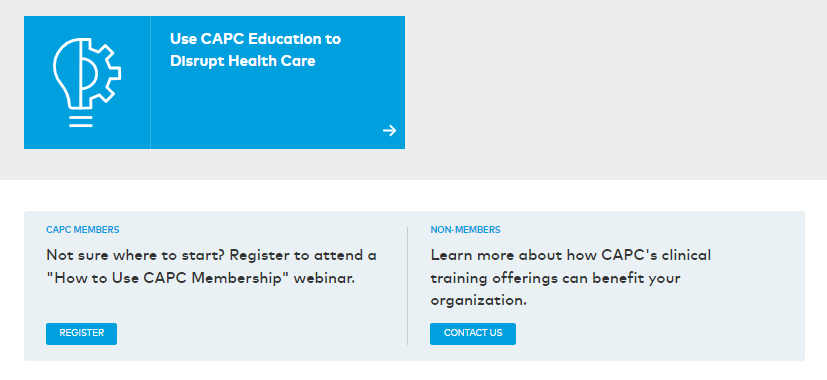 Use CAPC Education to
Disrupt Health Care
CAPC MEMBERS
Not sure where to start? Register to attend a
"How to Use CAPC Membership" webinar.
REGISTER
NON-MEMBERS
Learn more about how CAPC's clinical
training offerings can benefit your
organization.
CONTACT US